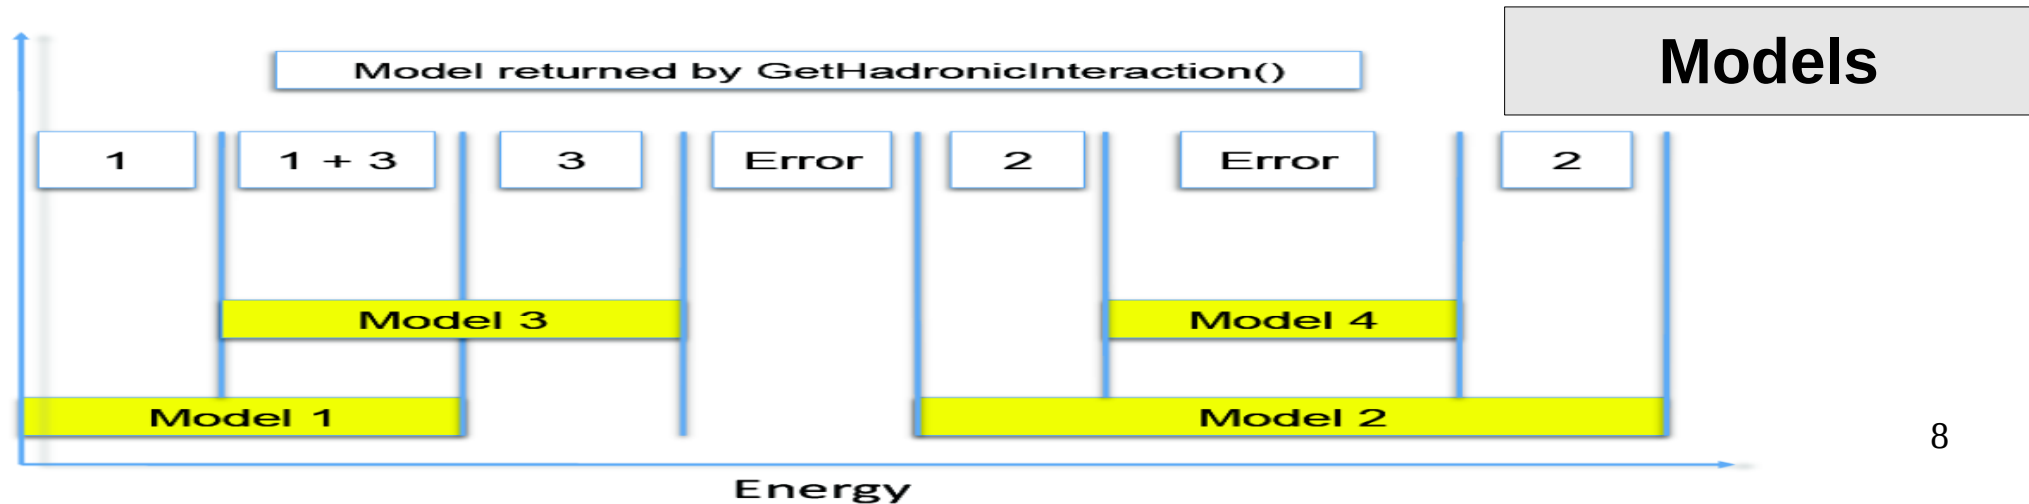 Models
Model returned by GetHadronicInteraction()
1
1 + 3
3
Error
2
Error
2
Model 3
Model 4
Model 1
Model 2
8
Energy